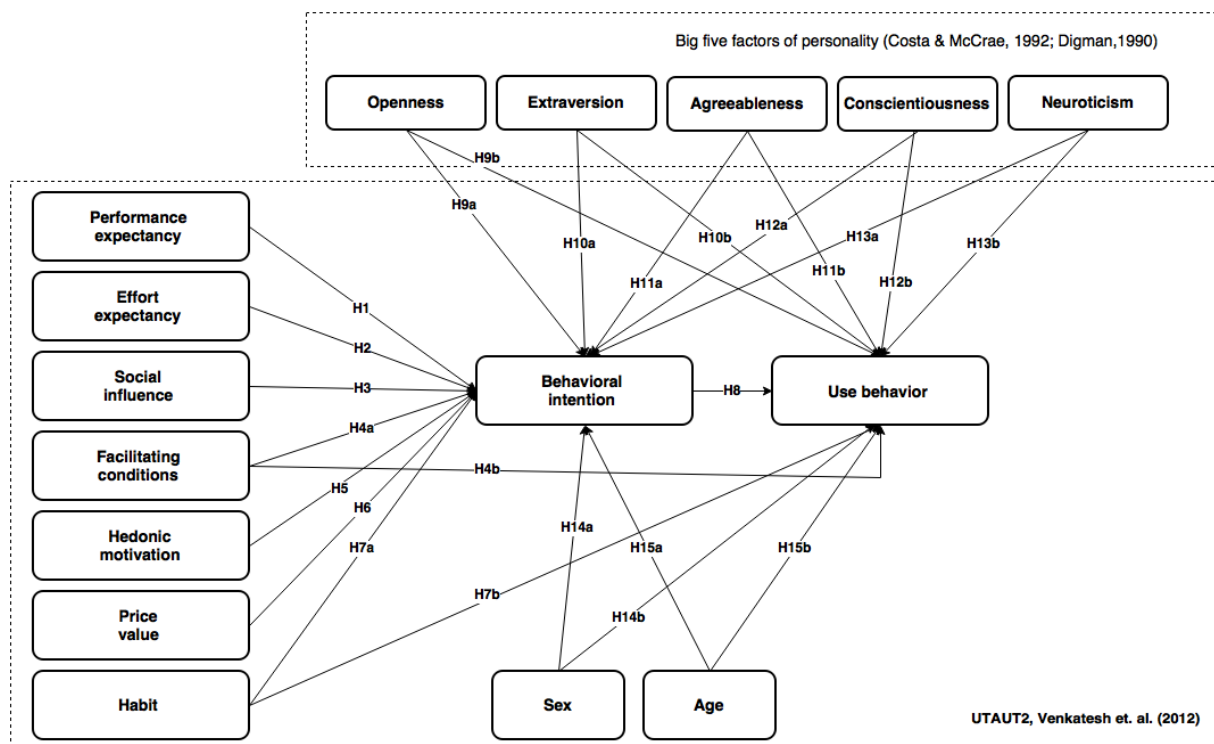 Big five factors of personality (Costa & McCrae, 1992; Digman,1990)
Openness
Extraversion
Agreeableness
Conscientiousness
Neuroticism
H9b
H9a
H10a
H10b
H11a
H11b
H12a
H12b
H13a
H13b
Performance
expectancy
Effort
expectancy
Social
influence
Facilitating
conditions
Hedonic
motivation
Price
value
Habit
H1
H2
H3
H4a
H4b
H5
H6
H7a
H7b
Behavioral
intention
H8
Use behavior
H14a
H15a
H15b
H14b
Sex
Age
UTAUT2, Venkatesh et. al. (2012)